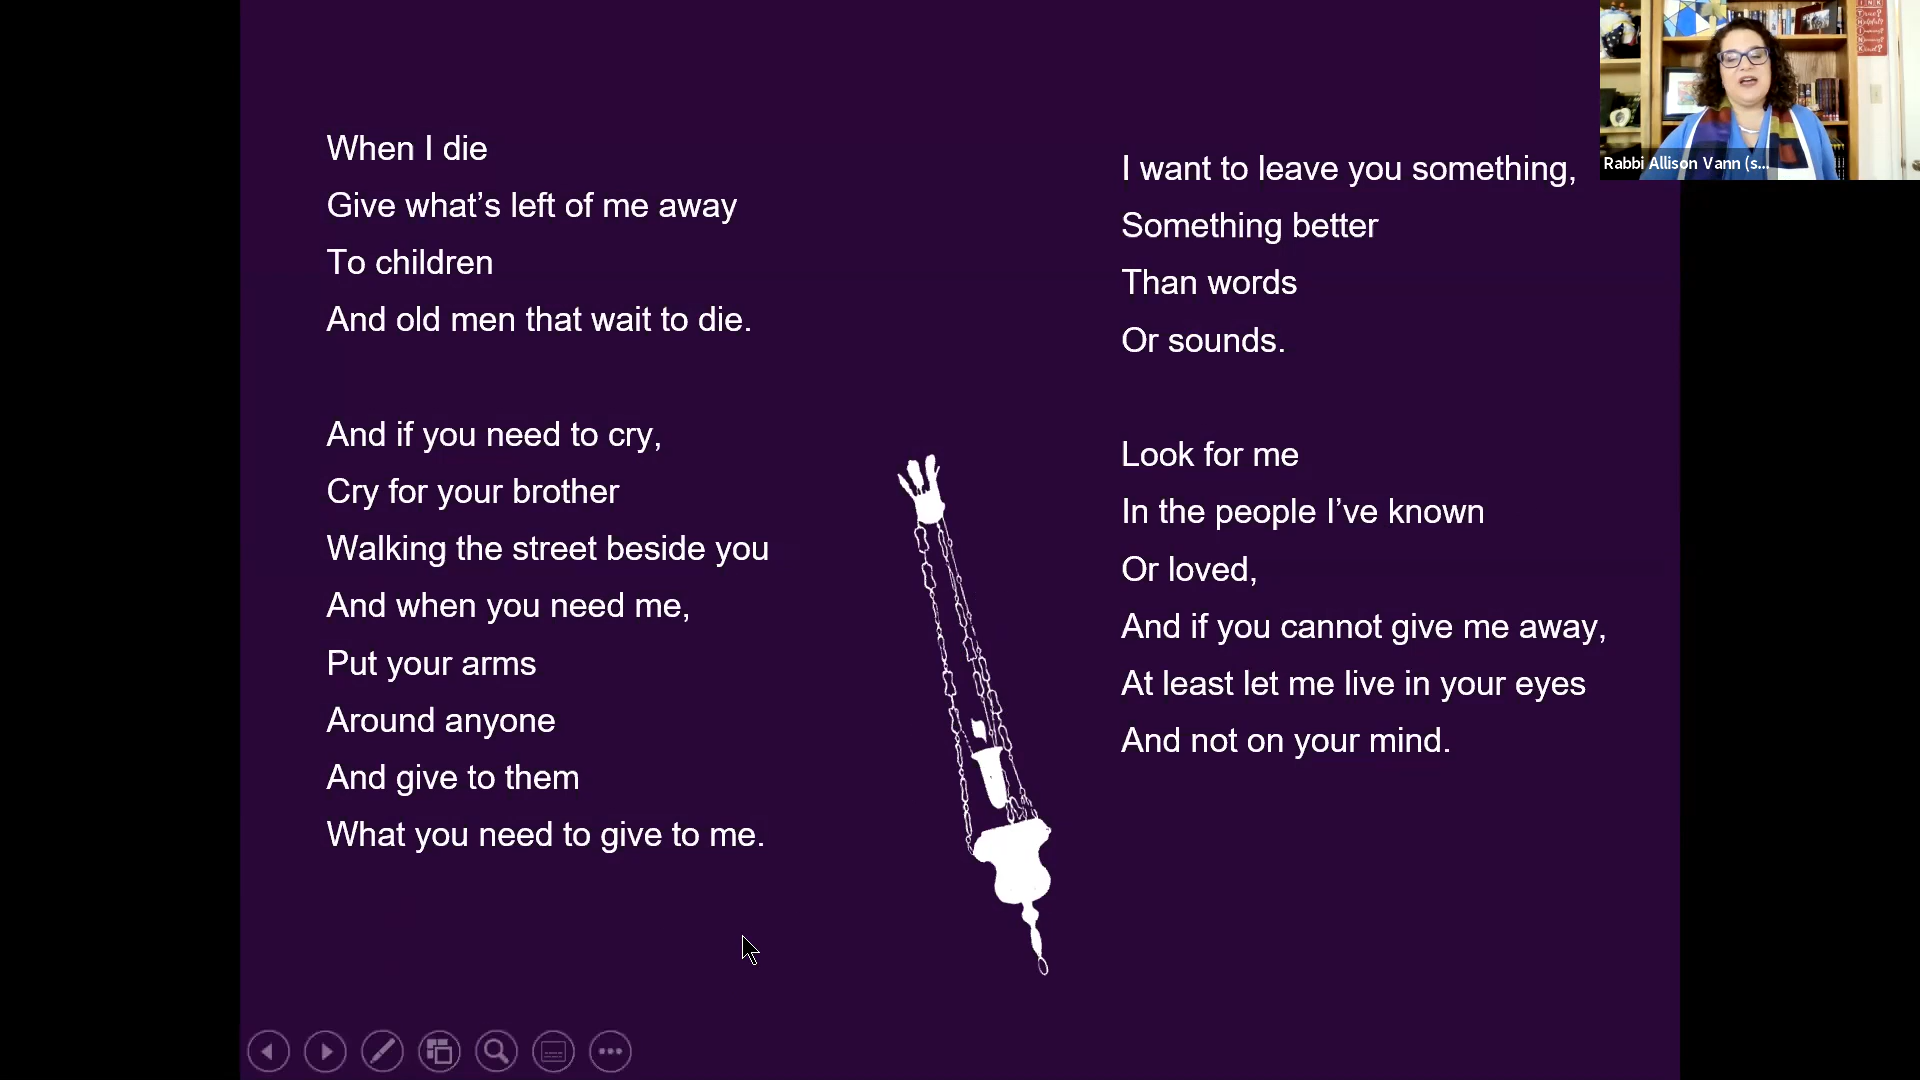 When I die
Give what’s left of me away
To children
And old men that wait to die.
And if you need to cry,
Cry for your brother
Walking the street beside you
And when you need me,
Put your arms
Around anyone
And give to them
What you need to give to me.
I want to leave you something,
Something better
Than words
Or sounds.
Look for me
In the people I’ve known
Or loved,
And if you cannot give me away,
At least let me live in your eyes
And not on your mind.
Rabbi Allison Vann (s...